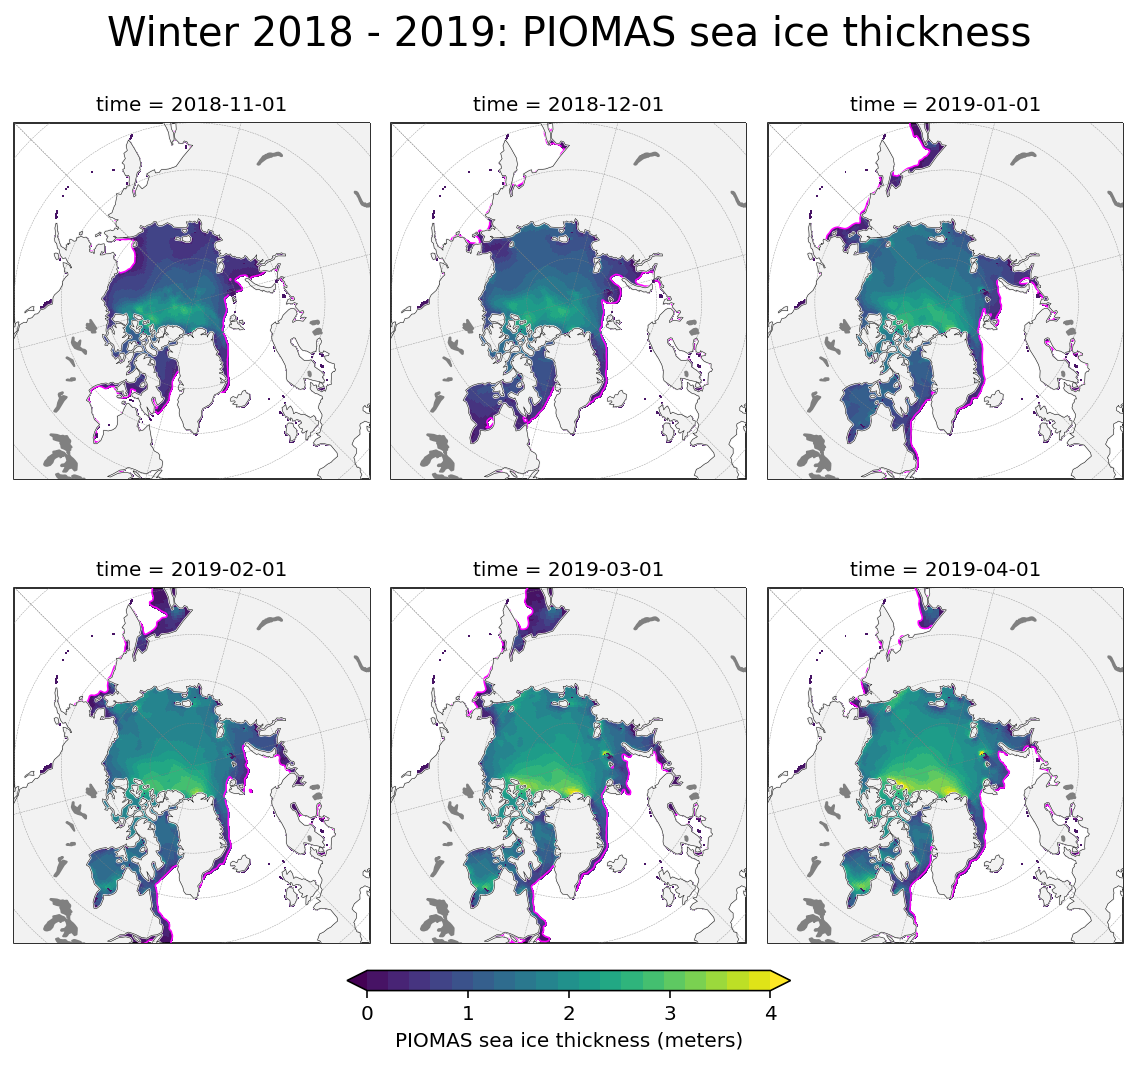 Winter 2018 - 2019: PIOMAS sea ice thickness
time = 2018-11-01
time = 2018-12-01
time = 2019-01-01
time = 2019-02-01
time = 2019-03-01
time = 2019-04-01
0 1 2 3 4
PIOMAS sea ice thickness (meters)